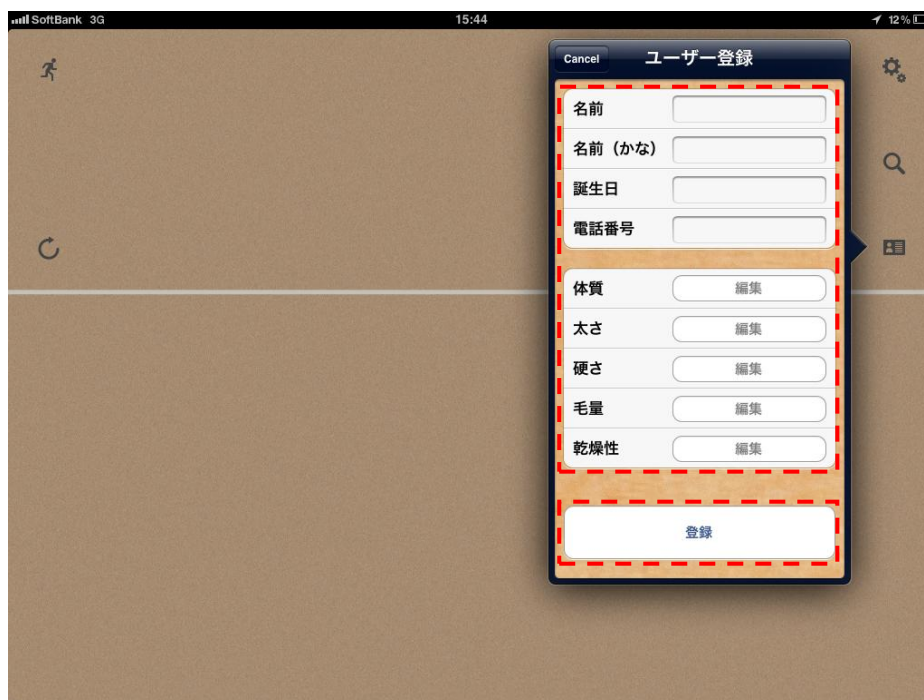 SoftBank 3G 15:44 12%
Cancel ユーザー登録
名前
名前（かな）
誕生日
電話番号
体質 編集
太さ 編集
硬さ 編集
毛量 編集
乾燥性 編集
登録